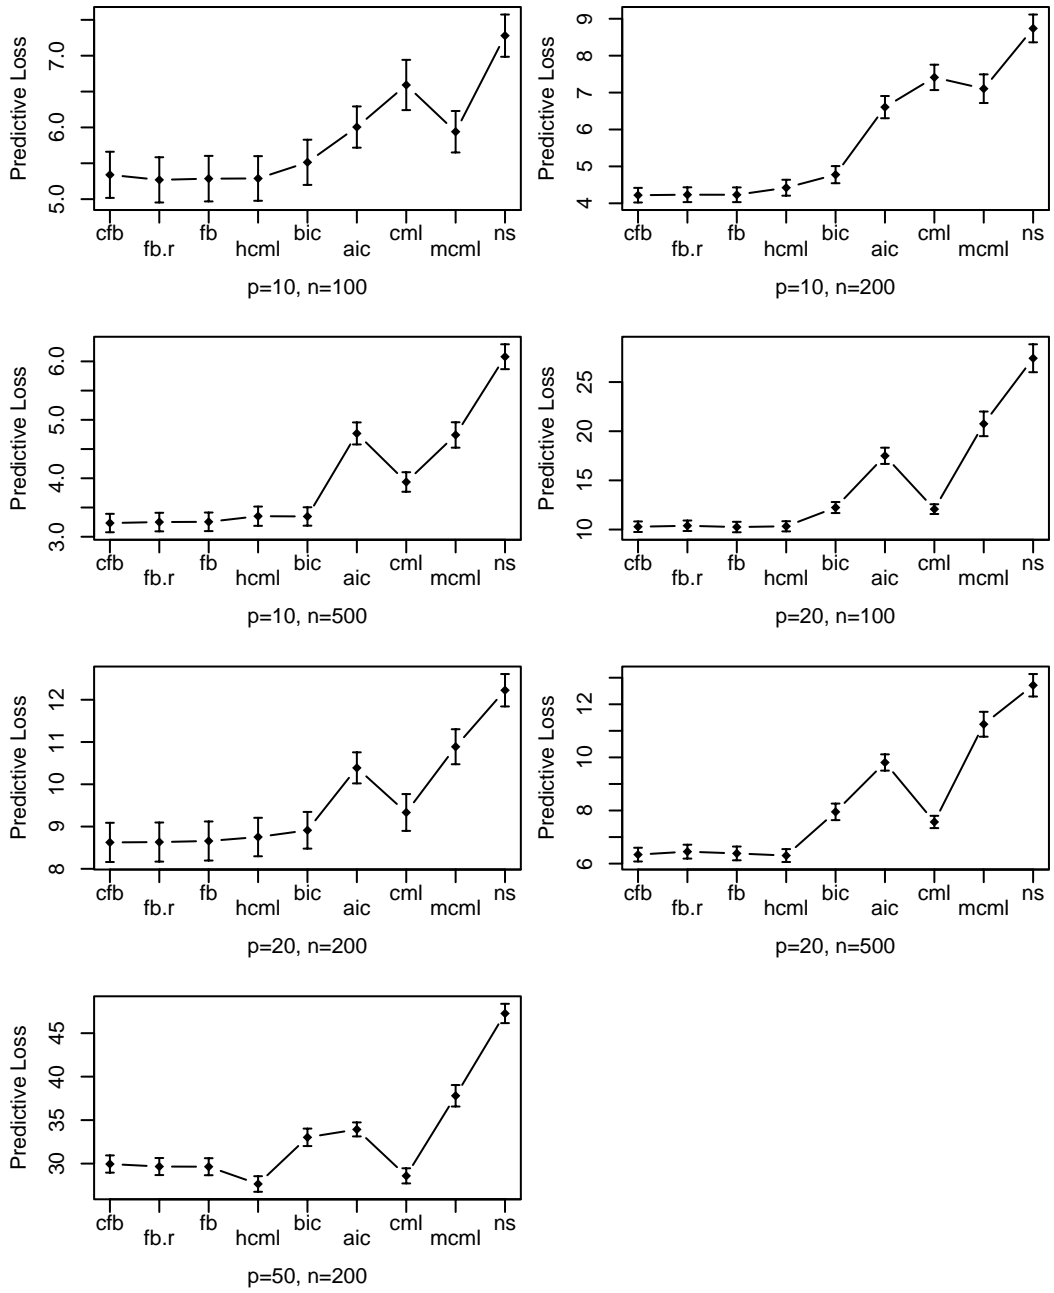 Predictive Loss
5.0 6.0 7.0
cfb fb.r fb hcml bic aic cml mcml ns
p=10, n=100
Predictive Loss
4 5 6 7 8 9
cfb fb.r fb hcml bic aic cml mcml ns
p=10, n=200
Predictive Loss
3.0 4.0 5.0 6.0
cfb fb.r fb hcml bic aic cml mcml ns
p=10, n=500
Predictive Loss
10 15 20 25
cfb fb.r fb hcml bic aic cml mcml ns
p=20, n=100
Predictive Loss
8 9 10 11 12
cfb fb.r fb hcml bic aic cml mcml ns
p=20, n=200
Predictive Loss
6 8 10 12
cfb fb.r fb hcml bic aic cml mcml ns
p=20, n=500
Predictive Loss
30 35 40 45
cfb fb.r fb hcml bic aic cml mcml ns
p=50, n=200